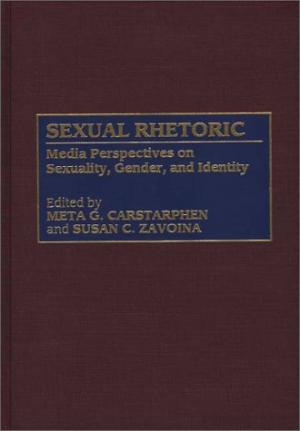 SEXUAL RHETORIC
Media Perspectives on
Sexuality, Gender, and Identity
Edited by
META G. CARSTARPHEN
and SUSAN C. ZAVOINA